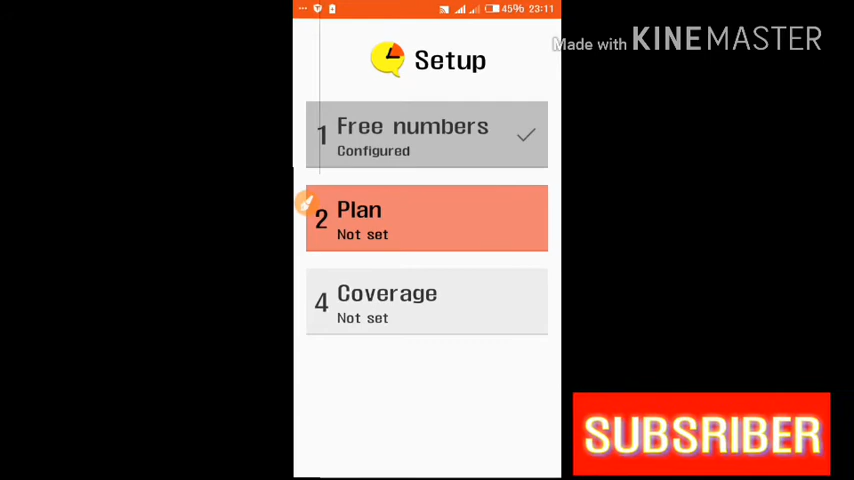 45% 23:11
Made with KINEMASTER
Setup
1 Free numbers
Configured
2 Plan
Not set
4 Coverage
Not set
SUBSRIBER